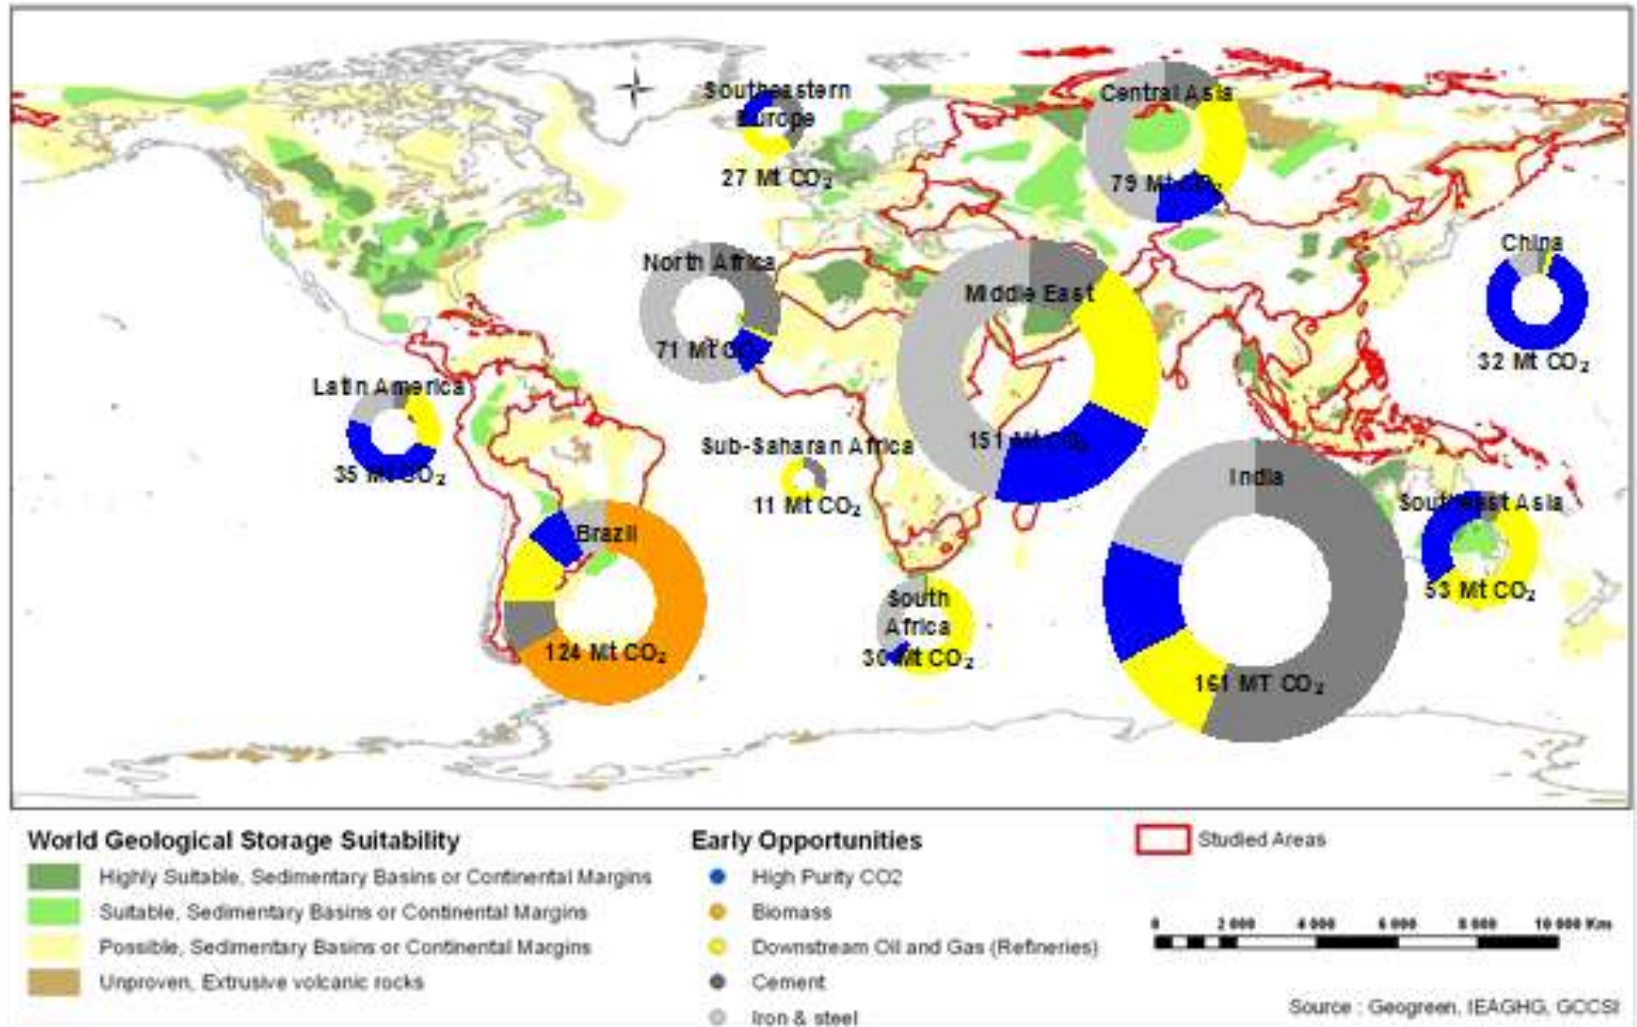 Southeastern
Europe
27 Mt CO₂
Central Asia
79 Mt CO₂
North Africa
71 Mt CO₂
Middle East
151 Mt CO₂
China
32 Mt CO₂
Latin America
35 Mt CO₂
Sub-Saharan Africa
11 Mt CO₂
India
161 MT CO₂
Southeast Asia
53 Mt CO₂
Brazil
124 Mt CO₂
South
Africa
30 Mt CO₂
World Geological Storage Suitability
Highly Suitable, Sedimentary Basins or Continental Margins
Suitable, Sedimentary Basins or Continental Margins
Possible, Sedimentary Basins or Continental Margins
Unproven, Extrusive volcanic rocks
Early Opportunities
High Purity CO2
Biomass
Downstream Oil and Gas (Refineries)
Cement
Iron & steel
Studied Areas
0 2 000 4 000 6 000 8 000 10 000 Km
Source : Geogreen, IEAGHG, GCCSI